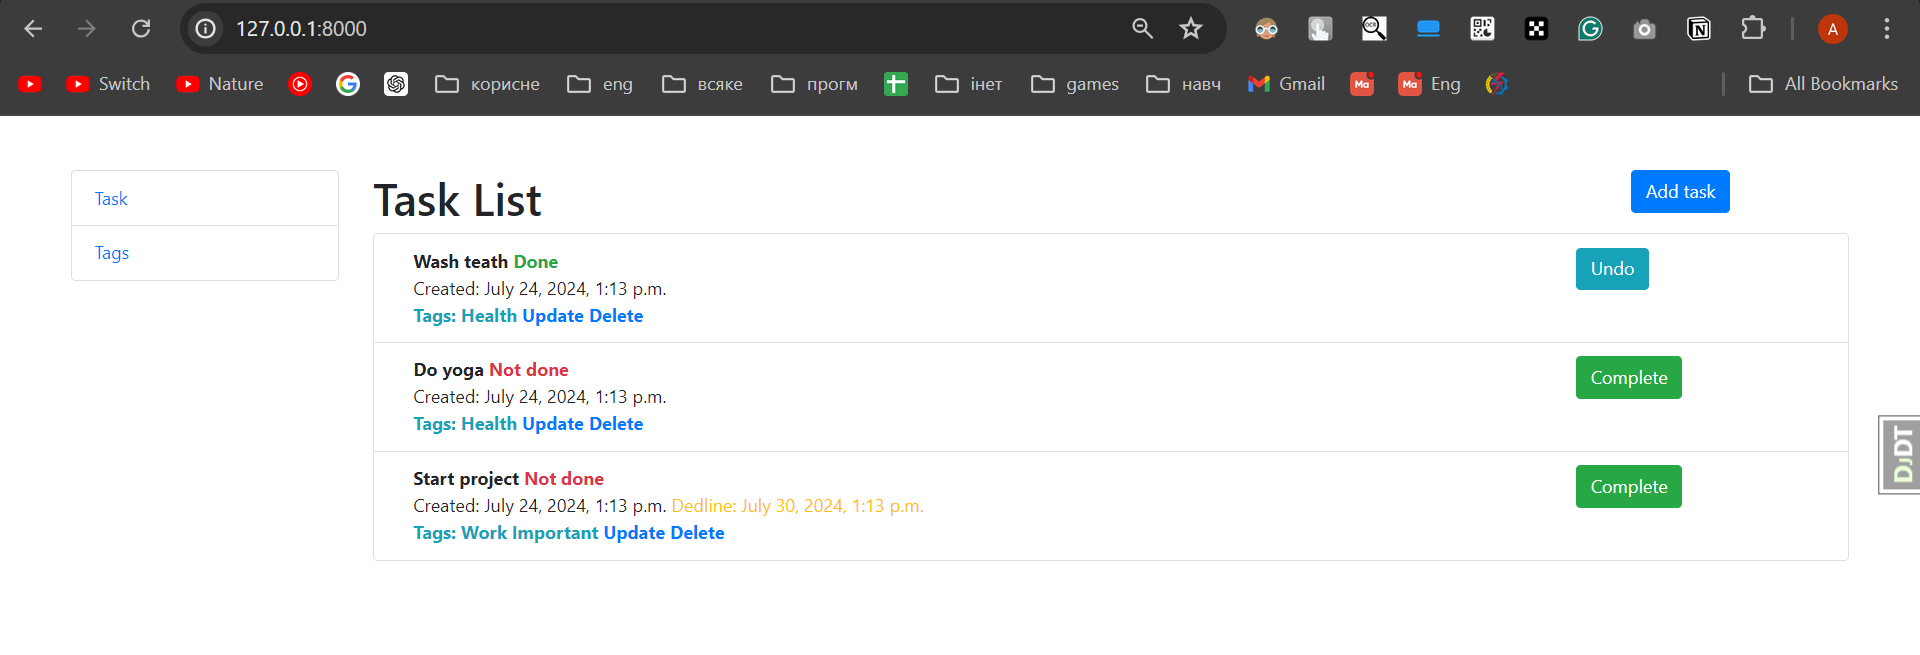 127.0.0.1:8000
OCR
A
Switch
Nature
корисне
eng
всяке
прогм
інет
games
навч
Gmail
Ma
Ma
Eng
All Bookmarks
Task
Tags
Task List
Add task
Wash teath Done
Created: July 24, 2024, 1:13 p.m.
Tags: Health Update Delete
Undo
Do yoga Not done
Created: July 24, 2024, 1:13 p.m.
Tags: Health Update Delete
Complete
Start project Not done
Created: July 24, 2024, 1:13 p.m. Dedline: July 30, 2024, 1:13 p.m.
Tags: Work Important Update Delete
Complete
DJDT